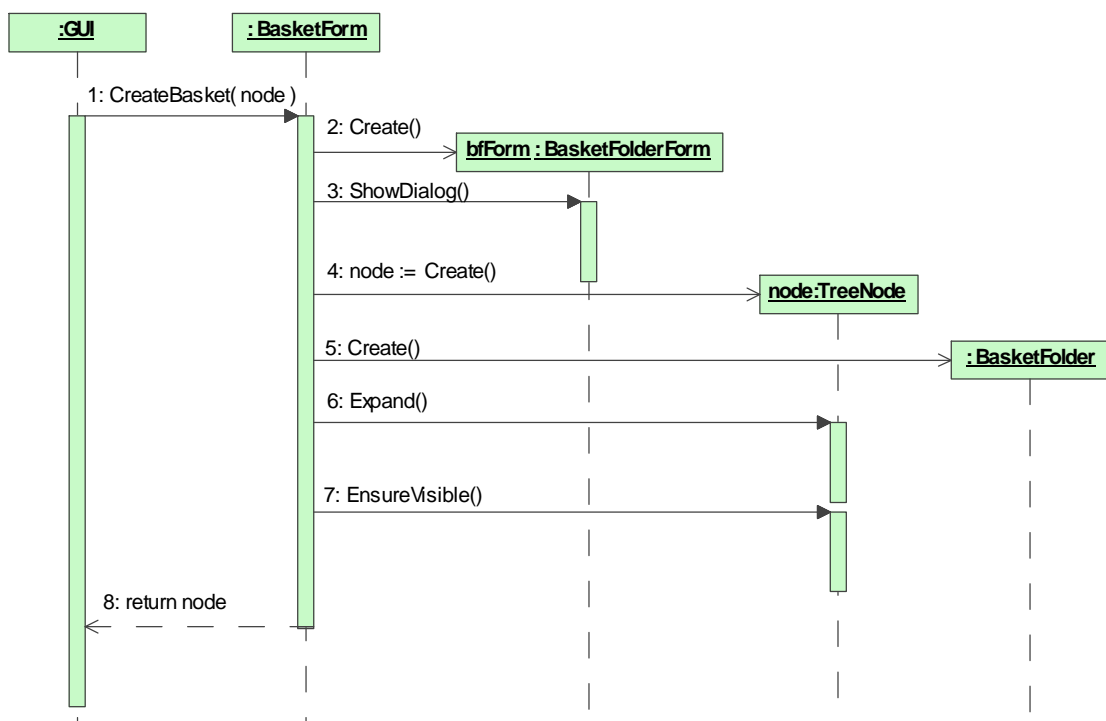 :GUI
: BasketForm
1: CreateBasket( node )
2: Create()
bfForm : BasketFolderForm
3: ShowDialog()
4: node := Create()
node:TreeNode
5: Create()
: BasketFolder
6: Expand()
7: EnsureVisible()
8: return node